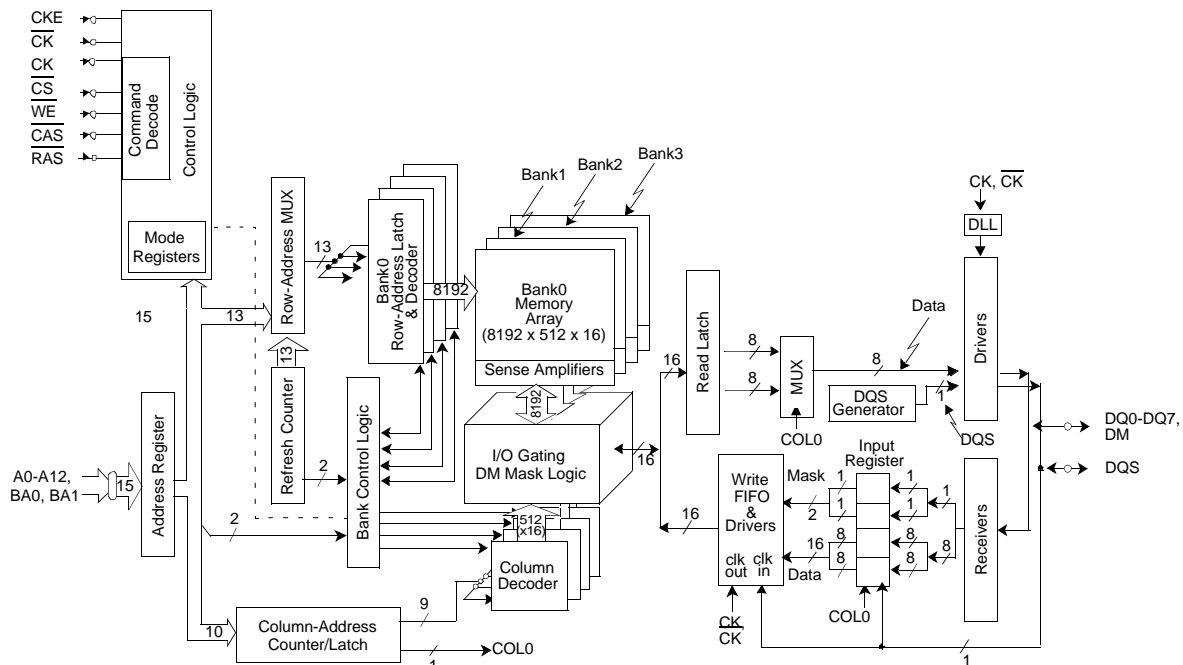 CKE
CK
CK
CS
WE
CAS
RAS
Command
Decode
Control Logic
Mode
Registers
15
13
Row-Address MUX
13
13
Refresh Counter
2
Bank0
Row-Address Latch
& Decoder
8192
Bank1
Bank2
Bank3
Bank0
Memory
Array
(8192 x 512 x 16)
Sense Amplifiers
8192
I/O Gating
DM Mask Logic
16
A0-A12,
BA0, BA1
15
Address Register
2
Bank Control Logic
512
(x16)
Column
Decoder
10
Column-Address
Counter/Latch
9
1
COL0
16
Read Latch
8
8
MUX
COL0
8
Data
DQS
Generator
1
DQS
CK, CK
DLL
Drivers
DQ0-DQ7,
DM
DQS
16
Write
FIFO
&
Drivers
clk
out
clk
in
CK
CK
Mask
2
16
Data
Input
Register
1
1
8
8
1
1
8
8
1
8
COL0
Receivers
1